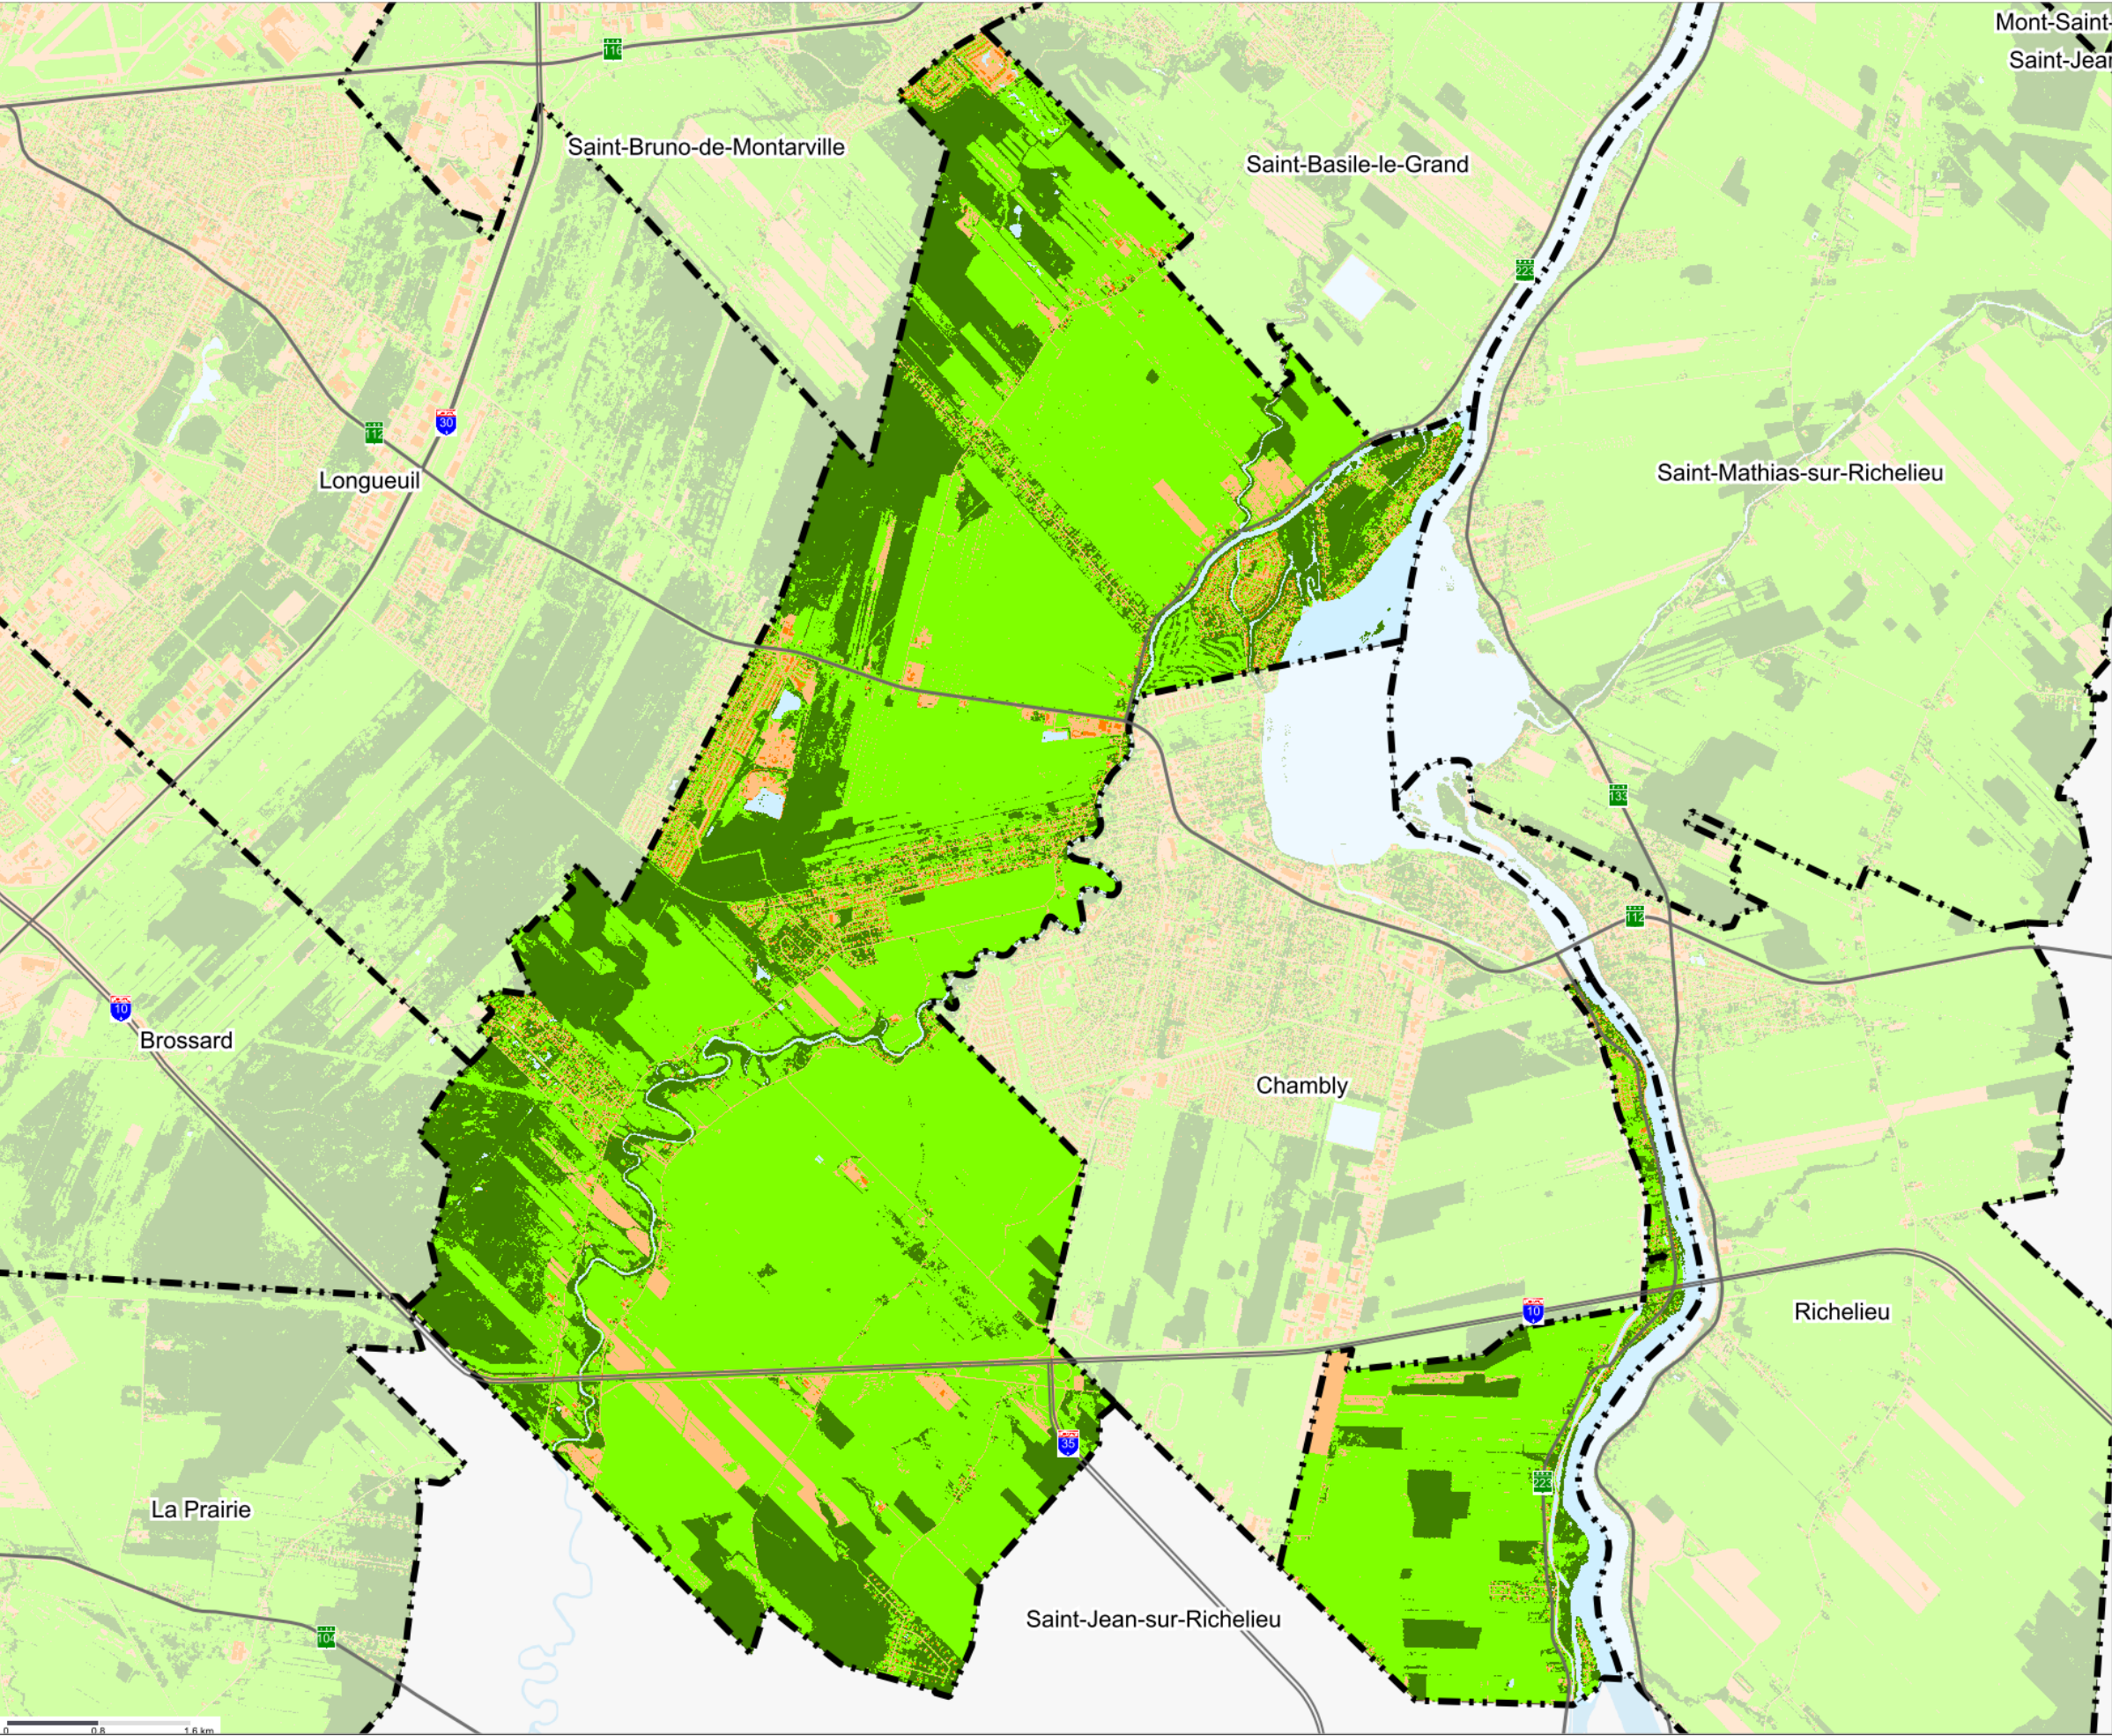 Mont-Saint-
116
Saint-Jean
Saint-Bruno-de-Montarville
Saint-Basile-le-Grand
223
30
112
Longueuil
Saint-Mathias-sur-Richelieu
133
112
10
Brossard
Chambly
10
Richelieu
35
223
La Prairie
Saint-Jean-sur-Richelieu
104
0 0.8 1.6 km